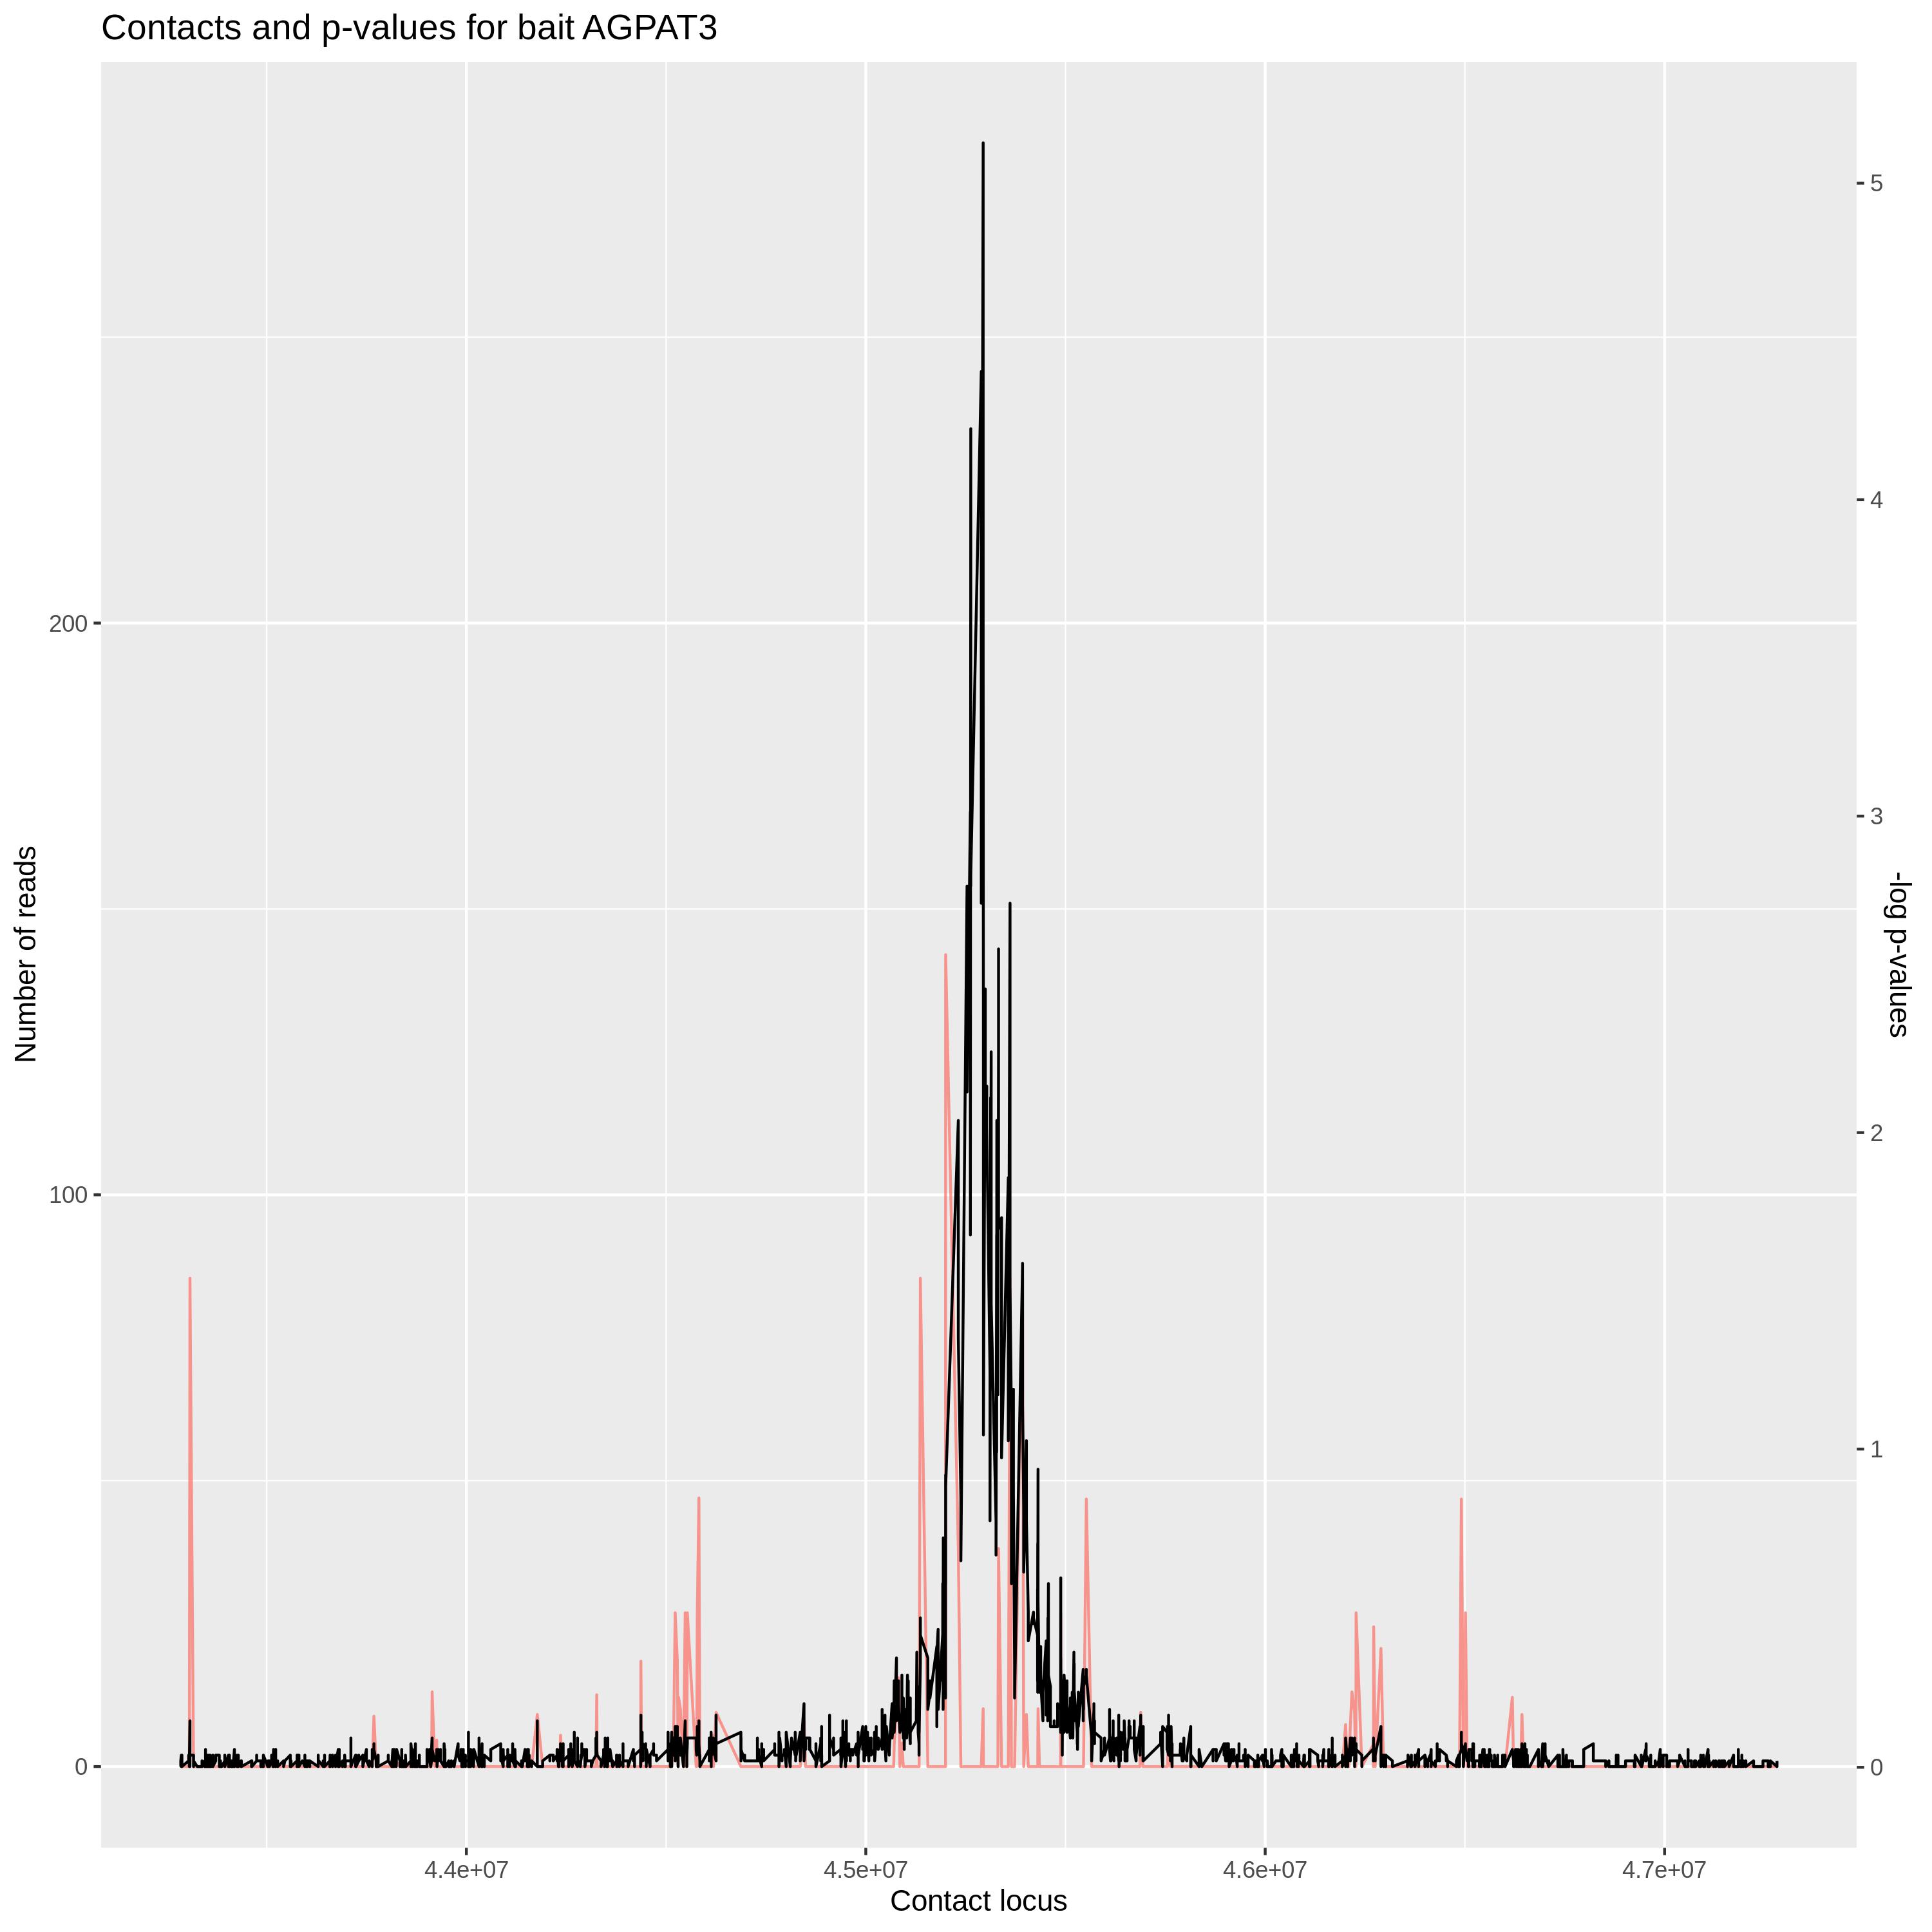 Contacts and p-values for bait AGPAT3
Number of reads
200
100
0
5
4
3
2
1
0
-log p-values
4.4e+07
4.5e+07
4.6e+07
4.7e+07
Contact locus